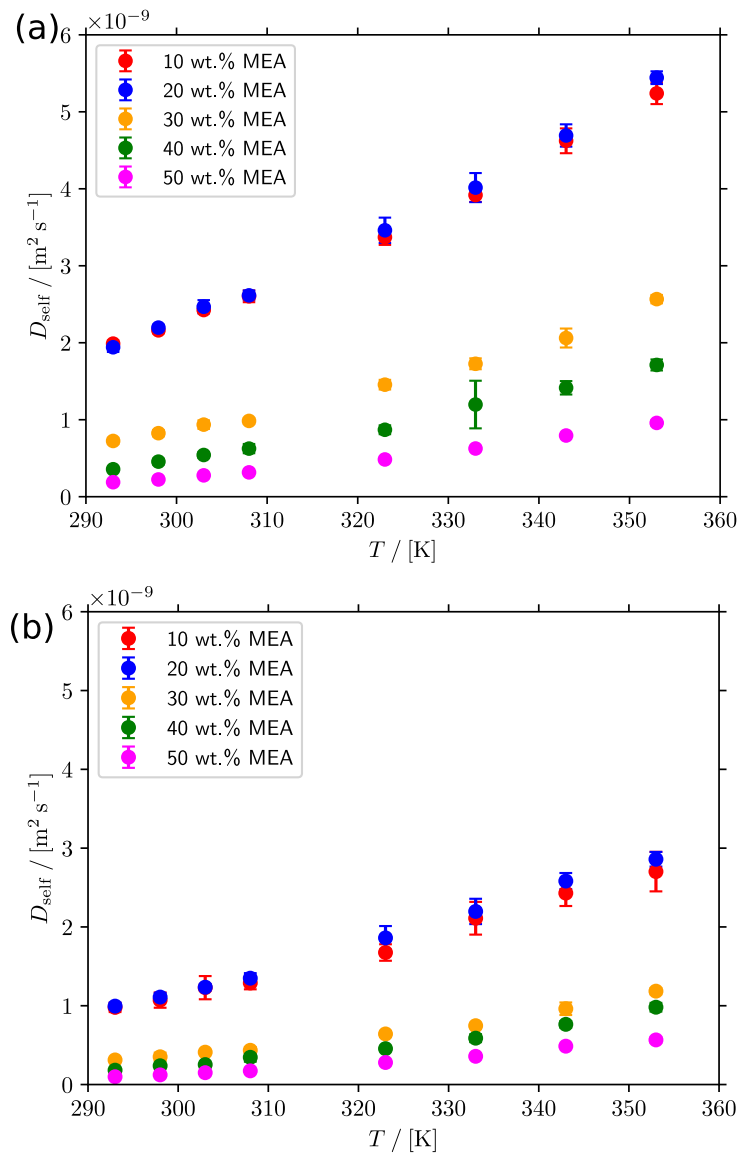 (a)
×10⁻⁹
10 wt.% MEA
20 wt.% MEA
30 wt.% MEA
40 wt.% MEA
50 wt.% MEA
6
5
4
3
2
1
0
D_self / [m² s⁻¹]
290 300 310 320 330 340 350 360
T / [K]
(b)
×10⁻⁹
10 wt.% MEA
20 wt.% MEA
30 wt.% MEA
40 wt.% MEA
50 wt.% MEA
6
5
4
3
2
1
0
D_self / [m² s⁻¹]
290 300 310 320 330 340 350 360
T / [K]